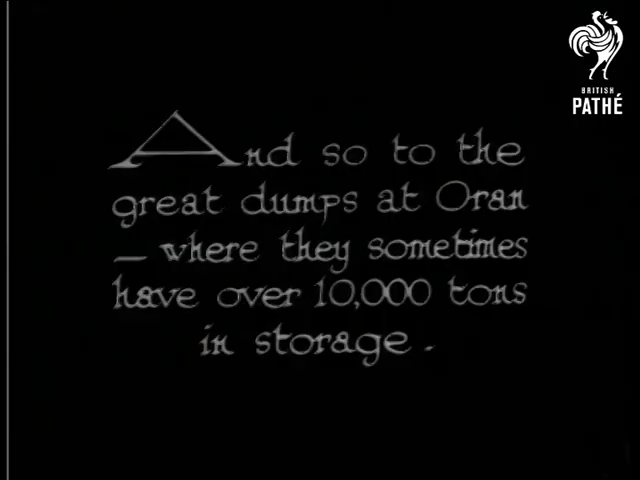 BRITISH
PATHÉ
And so to the
great dumps at Oran
— where they sometimes
have over 10,000 tons
in storage.